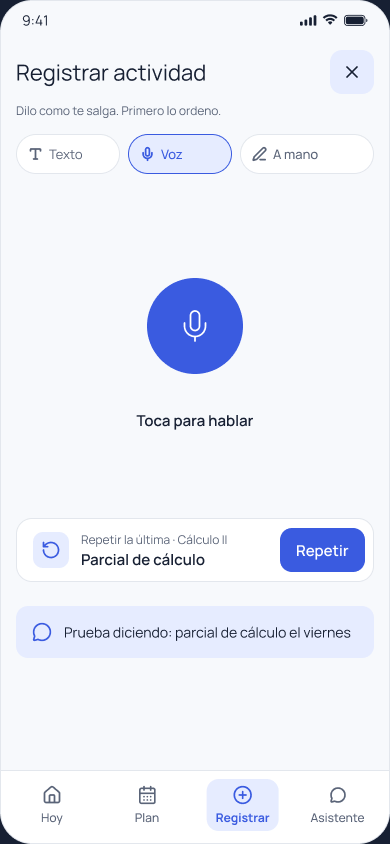 9:41
Registrar actividad
Dilo como te salga. Primero lo ordeno.
Texto
Voz
A mano
Toca para hablar
Repetir la última · Cálculo II
Parcial de cálculo
Repetir
Prueba diciendo: parcial de cálculo el viernes
Hoy
Plan
Registrar
Asistente